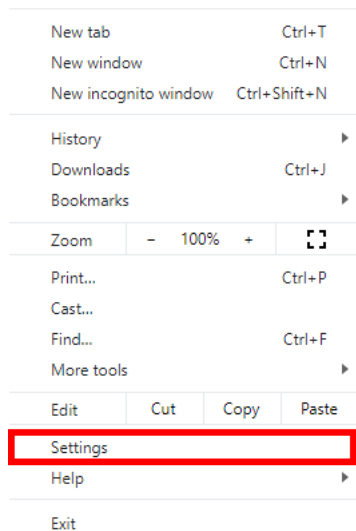 New tab Ctrl+T
New window Ctrl+N
New incognito window Ctrl+Shift+N
History
Downloads Ctrl+J
Bookmarks
Zoom - 100% +
Print... Ctrl+P
Cast...
Find... Ctrl+F
More tools
Edit Cut Copy Paste
Settings
Help
Exit